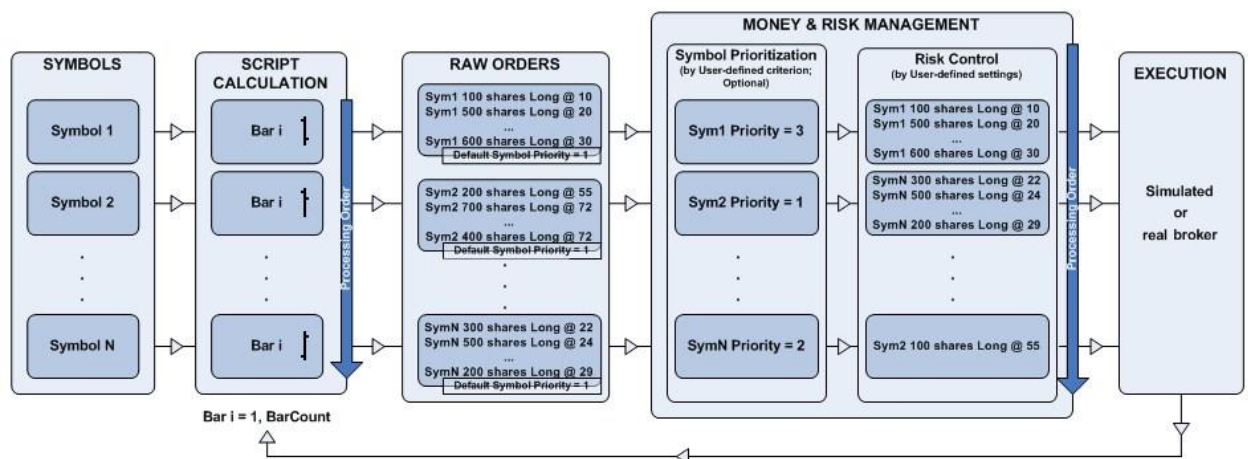 MONEY & RISK MANAGEMENT
SYMBOLS
Symbol 1
Symbol 2
.
.
.
Symbol N
SCRIPT
CALCULATION
Bar i
Bar i
.
.
.
Bar i
Processing Order
Bar i = 1, BarCount
RAW ORDERS
Sym1 100 shares Long @ 10
Sym1 500 shares Long @ 20
...
Sym1 600 shares Long @ 30
Default Symbol Priority = 1
Sym2 200 shares Long @ 55
Sym2 700 shares Long @ 72
...
Sym2 400 shares Long @ 72
Default Symbol Priority = 1
.
.
.
SymN 300 shares Long @ 22
SymN 500 shares Long @ 24
...
SymN 200 shares Long @ 29
Default Symbol Priority = 1
Symbol Prioritization
(by User-defined criterion;
Optional)
Sym1 Priority = 3
Sym2 Priority = 1
.
.
.
SymN Priority = 2
Risk Control
(by User-defined settings)
Sym1 100 shares Long @ 10
Sym1 500 shares Long @ 20
...
Sym1 600 shares Long @ 30
SymN 300 shares Long @ 22
SymN 500 shares Long @ 24
...
SymN 200 shares Long @ 29
.
.
.
Sym2 100 shares Long @ 55
Processing Order
EXECUTION
Simulated
or
real broker